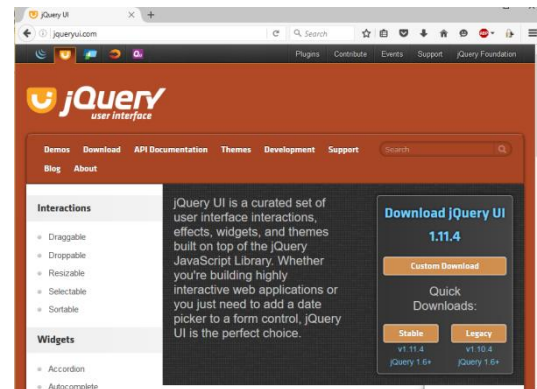 jQuery UI
jqueryui.com
Search
Plugins Contribute Events Support jQuery Foundation
jQuery
user interface
Demos Download API Documentation Themes Development Support
Search
Blog About
Interactions
Draggable
Droppable
Resizable
Selectable
Sortable
Widgets
Accordion
Autocomplete
jQuery UI is a curated set of
user interface interactions,
effects, widgets, and themes
built on top of the jQuery
JavaScript Library. Whether
you're building highly
interactive web applications or
you just need to add a date
picker to a form control, jQuery
UI is the perfect choice.
Download jQuery UI
1.11.4
Custom Download
Quick
Downloads:
Stable Legacy
v1.11.4 v1.10.4
jQuery 1.6+ jQuery 1.6+